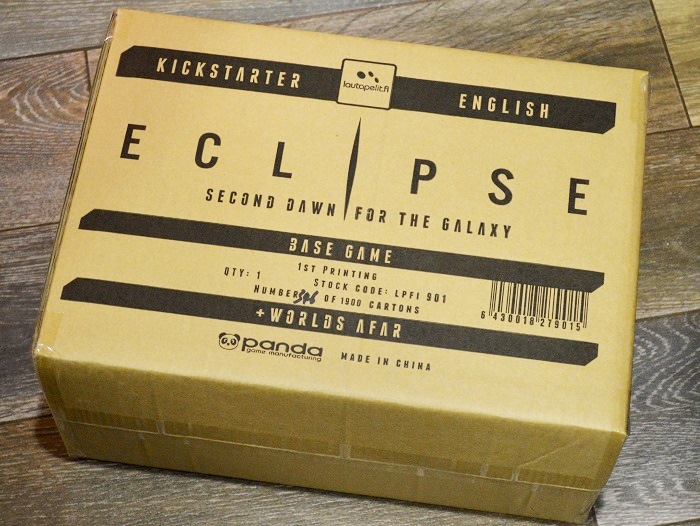 KICKSTARTER
lautapelit.fi
ENGLISH
ECLIPSE
SECOND DAWN FOR THE GALAXY
BASE GAME
1ST PRINTING
QTY: 1
STOCK CODE: LPFI 901
NUMBER OF 1900 CARTONS
6 430018 279015
+WORLDS AFAR
panda
game manufacturing
MADE IN CHINA